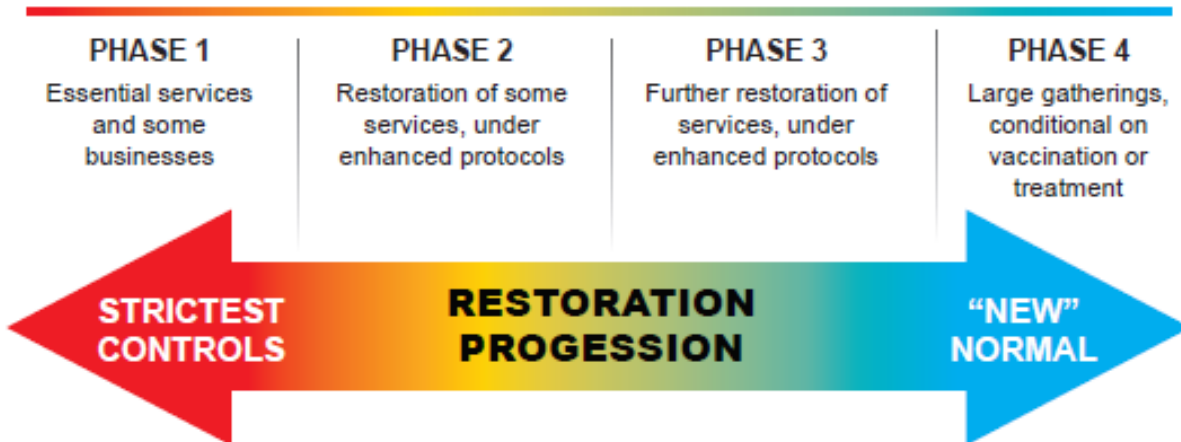 PHASE 1
Essential services
and some
businesses
PHASE 2
Restoration of some
services, under
enhanced protocols
PHASE 3
Further restoration of
services, under
enhanced protocols
PHASE 4
Large gatherings,
conditional on
vaccination or
treatment
STRICTEST
CONTROLS
RESTORATION
PROGESSION
“NEW”
NORMAL